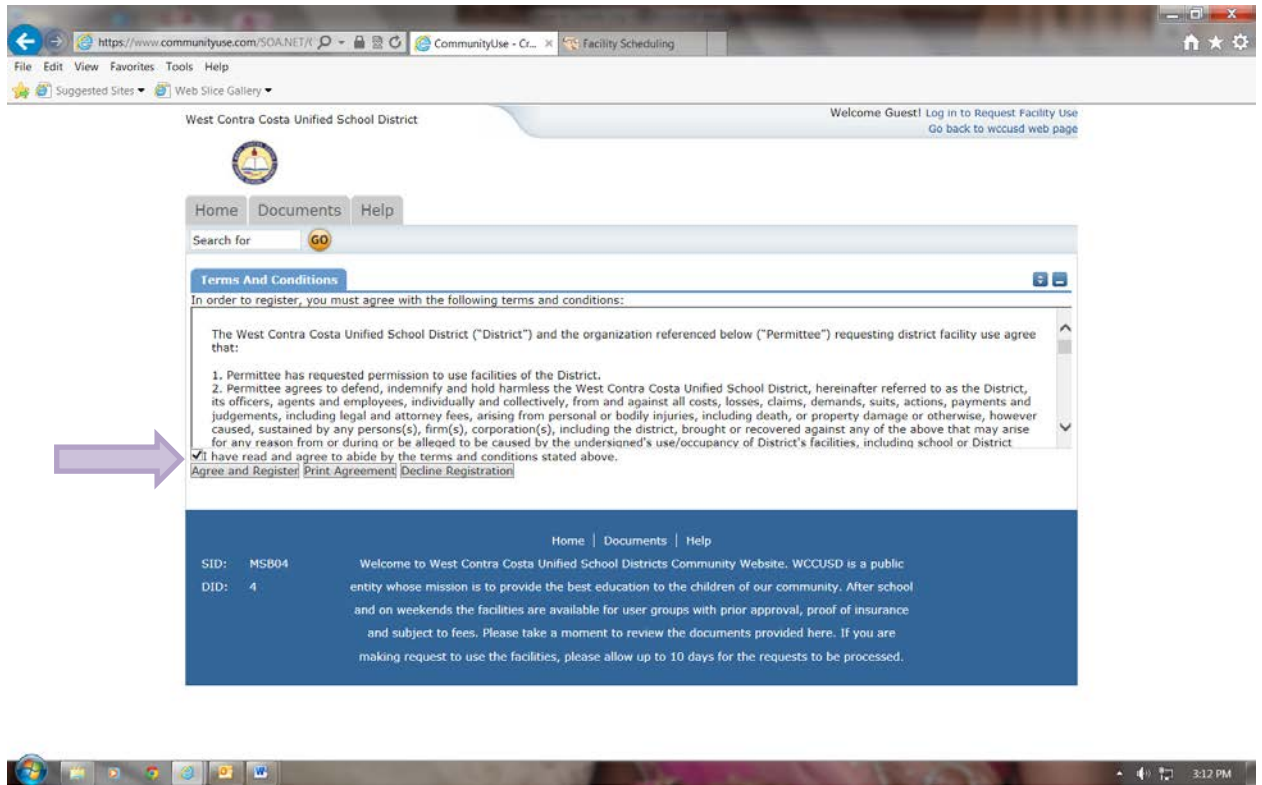 https://www.communityuse.com/SOA.NET/
CommunityUse - Cr...
Facility Scheduling
File Edit View Favorites Tools Help
Suggested Sites
Web Slice Gallery
West Contra Costa Unified School District
Welcome Guest! Log in to Request Facility Use
Go back to wccusd web page
Home Documents Help
Search for GO
Terms And Conditions
In order to register, you must agree with the following terms and conditions:
The West Contra Costa Unified School District ("District") and the organization referenced below ("Permittee") requesting district facility use agree
that:
1. Permittee has requested permission to use facilities of the District.
2. Permittee agrees to defend, indemnify and hold harmless the West Contra Costa Unified School District, hereinafter referred to as the District,
its officers, agents and employees, individually and collectively, from and against all costs, losses, claims, demands, suits, actions, payments and
judgements, including legal and attorney fees, arising from personal or bodily injuries, including death, or property damage or otherwise, however
caused, sustained by any persons(s), firm(s), corporation(s), including the district, brought or recovered against any of the above that may arise
for any reason from or during or be alleged to be caused by the undersigned's use/occupancy of District's facilities, including school or District
I have read and agree to abide by the terms and conditions stated above.
Agree and Register Print Agreement Decline Registration
Home | Documents | Help
SID: MSB04
DID: 4
Welcome to West Contra Costa Unified School Districts Community Website. WCCUSD is a public
entity whose mission is to provide the best education to the children of our community. After school
and on weekends the facilities are available for user groups with prior approval, proof of insurance
and subject to fees. Please take a moment to review the documents provided here. If you are
making request to use the facilities, please allow up to 10 days for the requests to be processed.
3:12 PM